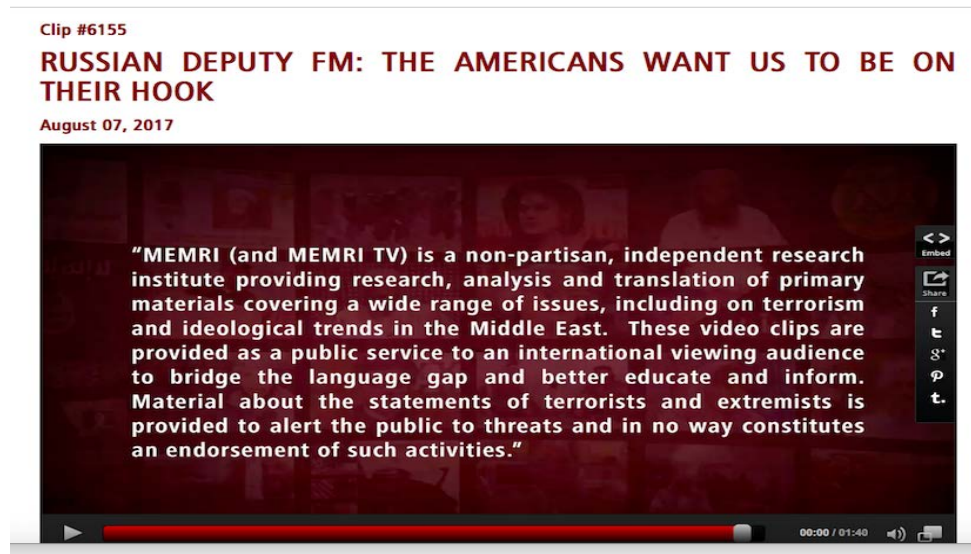 Clip #6155
RUSSIAN DEPUTY FM: THE AMERICANS WANT US TO BE ON
THEIR HOOK
August 07, 2017
“MEMRI (and MEMRI TV) is a non-partisan, independent research
institute providing research, analysis and translation of primary
materials covering a wide range of issues, including on terrorism
and ideological trends in the Middle East. These video clips are
provided as a public service to an international viewing audience
to bridge the language gap and better educate and inform.
Material about the statements of terrorists and extremists is
provided to alert the public to threats and in no way constitutes
an endorsement of such activities.”
< >
Embed
Share
f
t
g+
p
t.
00:00 / 01:40